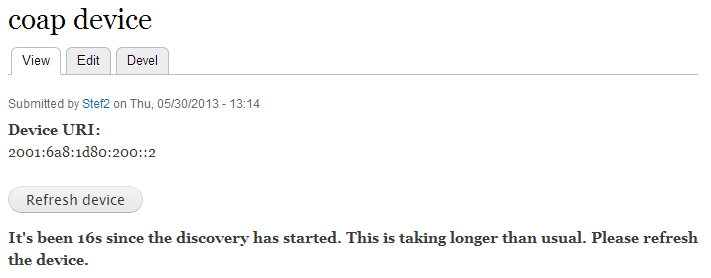 coap device
View Edit Devel
Submitted by Stef2 on Thu, 05/30/2013 - 13:14
Device URI:
2001:6a8:1d80:200::2
Refresh device
It's been 16s since the discovery has started. This is taking longer than usual. Please refresh
the device.